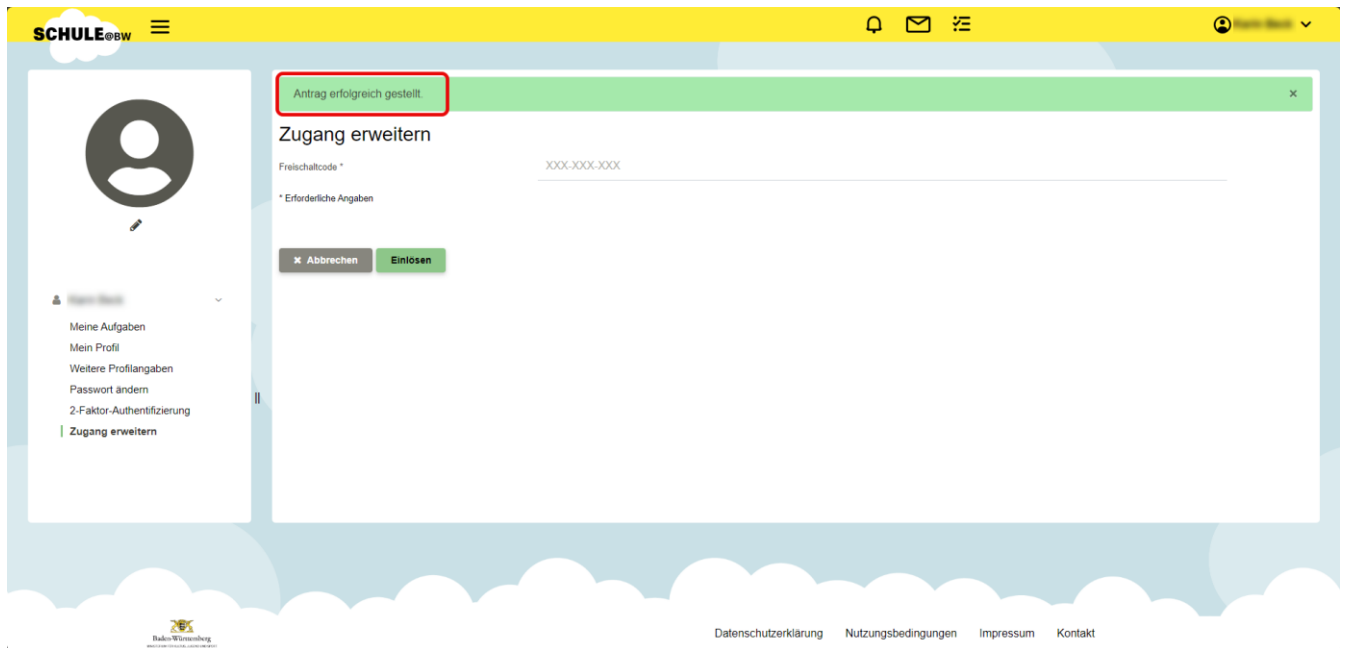 SCHULE@BW
Antrag erfolgreich gestellt.
Zugang erweitern
Freischaltcode *
XXX-XXX-XXX
* Erforderliche Angaben
Abbrechen
Einlösen
Meine Aufgaben
Mein Profil
Weitere Profilangaben
Passwort ändern
2-Faktor-Authentifizierung
Zugang erweitern
Baden-Württemberg
Datenschutzerklärung Nutzungsbedingungen Impressum Kontakt